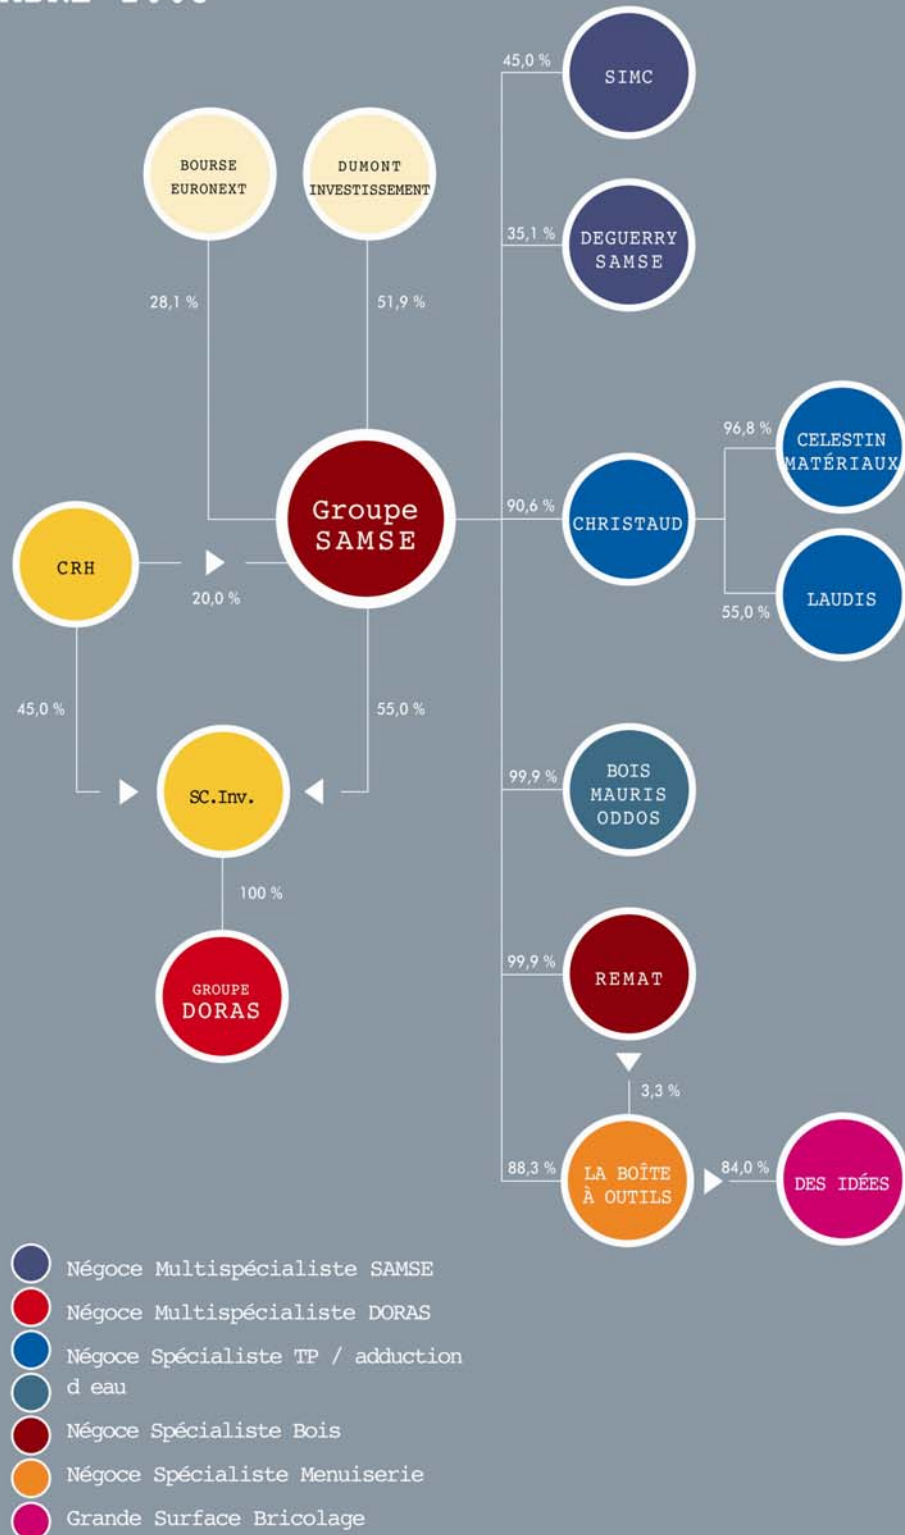 45,0 %
SIMC
BOURSE
EURONEXT
DUMONT
INVESTISSEMENT
35,1 %
DEGUERRY
SAMSE
28,1 %
51,9 %
96,8 %
CELESTIN
MATÉRIAUX
Groupe
SAMSE
90,6 %
CHRISTAUD
CRH
20,0 %
55,0 %
LAUDIS
45,0 %
55,0 %
99,9 %
BOIS
MAURIS
ODDOS
SC.Inv.
100 %
99,9 %
REMAT
GROUPE
DORAS
3,3 %
88,3 %
LA BOÎTE
À OUTILS
84,0 %
DES IDÉES
Négoce Multispécialiste SAMSE
Négoce Multispécialiste DORAS
Négoce Spécialiste TP / adduction
d eau
Négoce Spécialiste Bois
Négoce Spécialiste Menuiserie
Grande Surface Bricolage